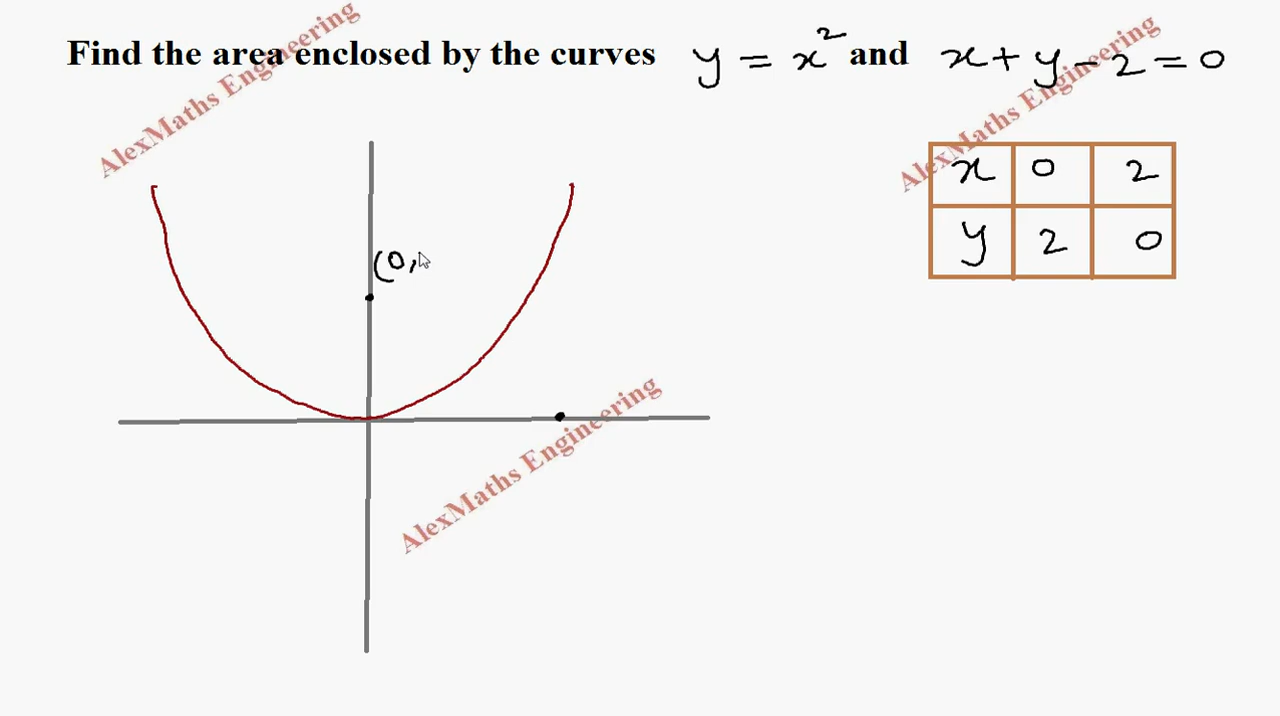 Find the area enclosed by the curves y = x² and x + y - 2 = 0
AlexMaths Engineering
AlexMaths Engineering
x 0 2
y 2 0
(0,
AlexMaths Engineering